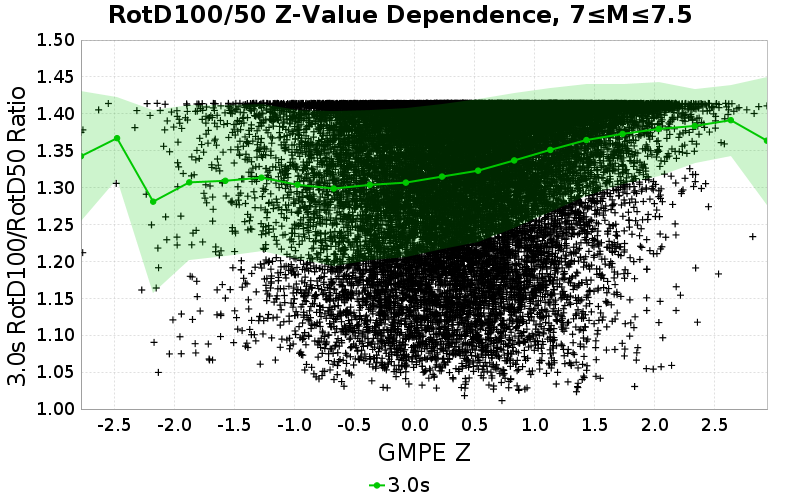 RotD100/50 Z-Value Dependence, 7≤M≤7.5
1.50
1.45
1.40
1.35
1.30
1.25
1.20
1.15
1.10
1.05
1.00
3.0s RotD100/RotD50 Ratio
-2.5 -2.0 -1.5 -1.0 -0.5 0.0 0.5 1.0 1.5 2.0 2.5
GMPE Z
3.0s